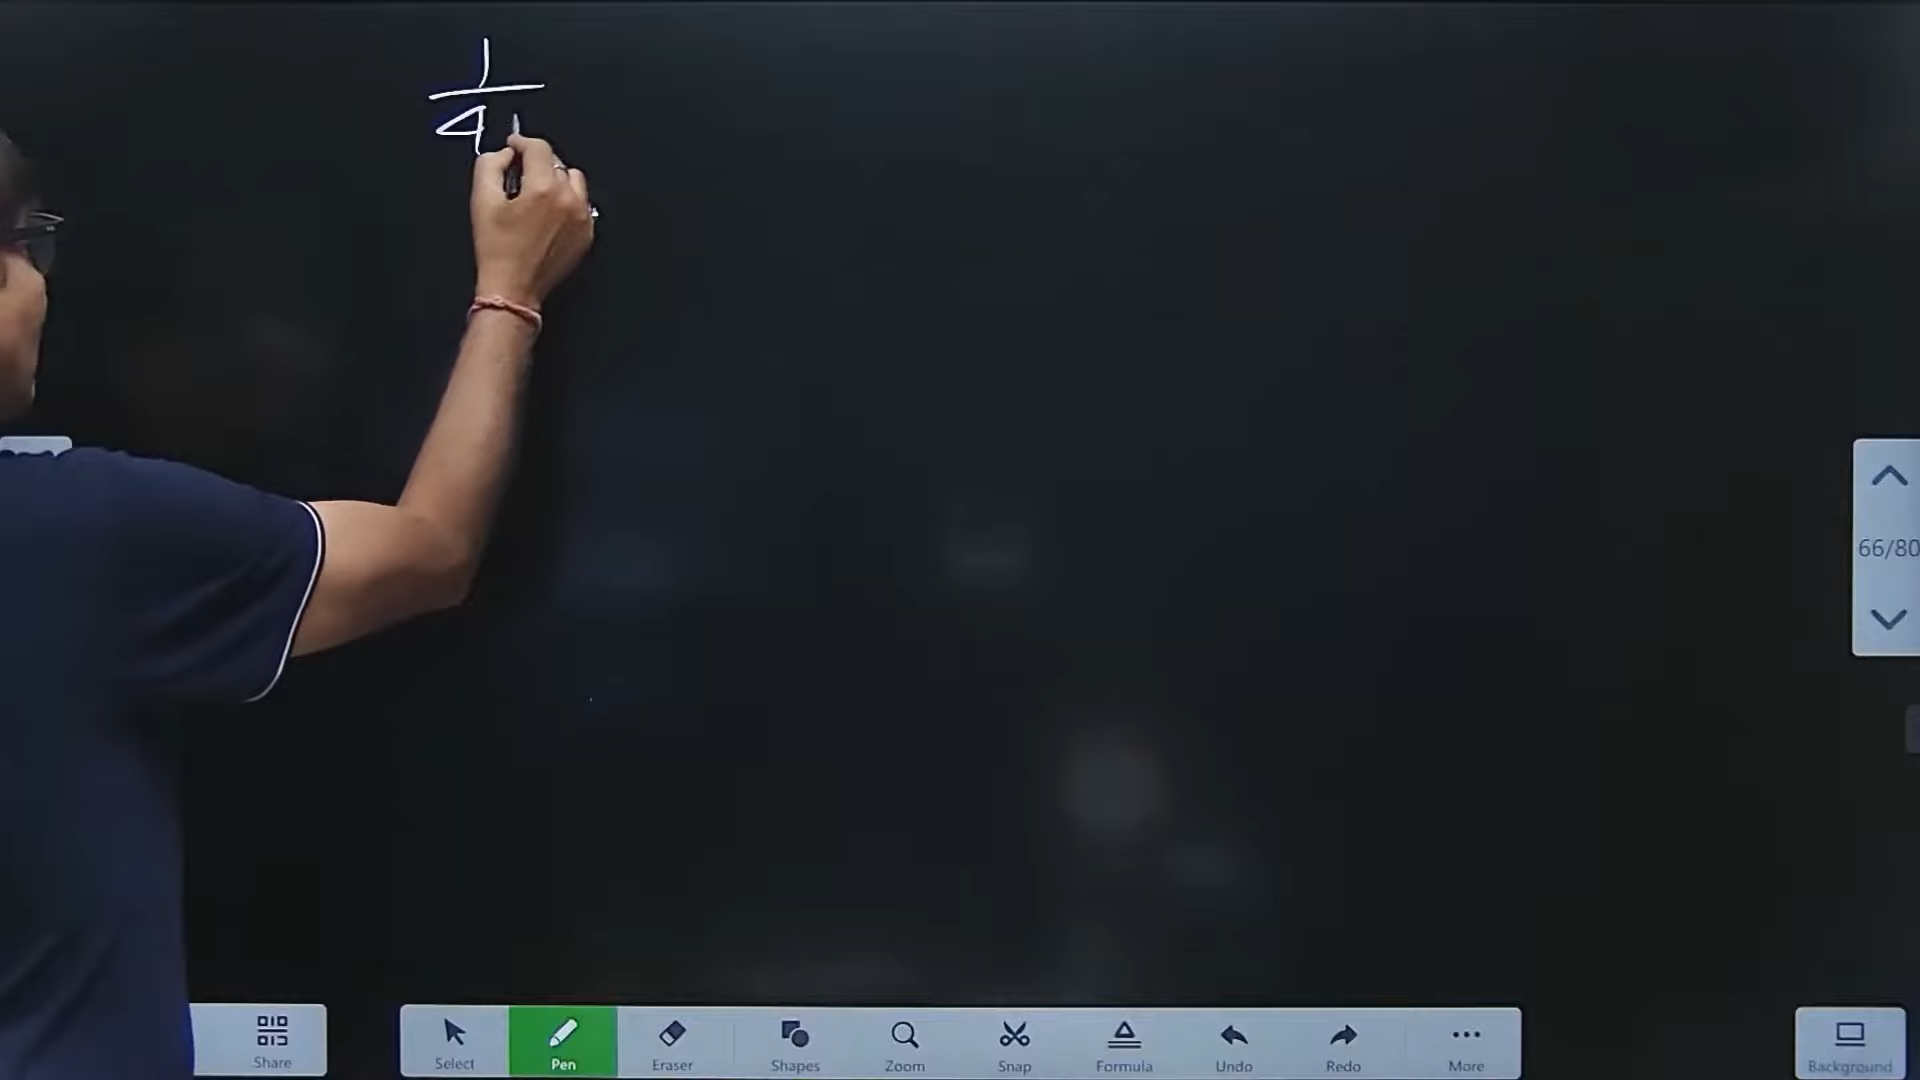 1
4
66/80
Share
Select Pen Eraser Shapes Zoom Snap Formula Undo Redo More
Background